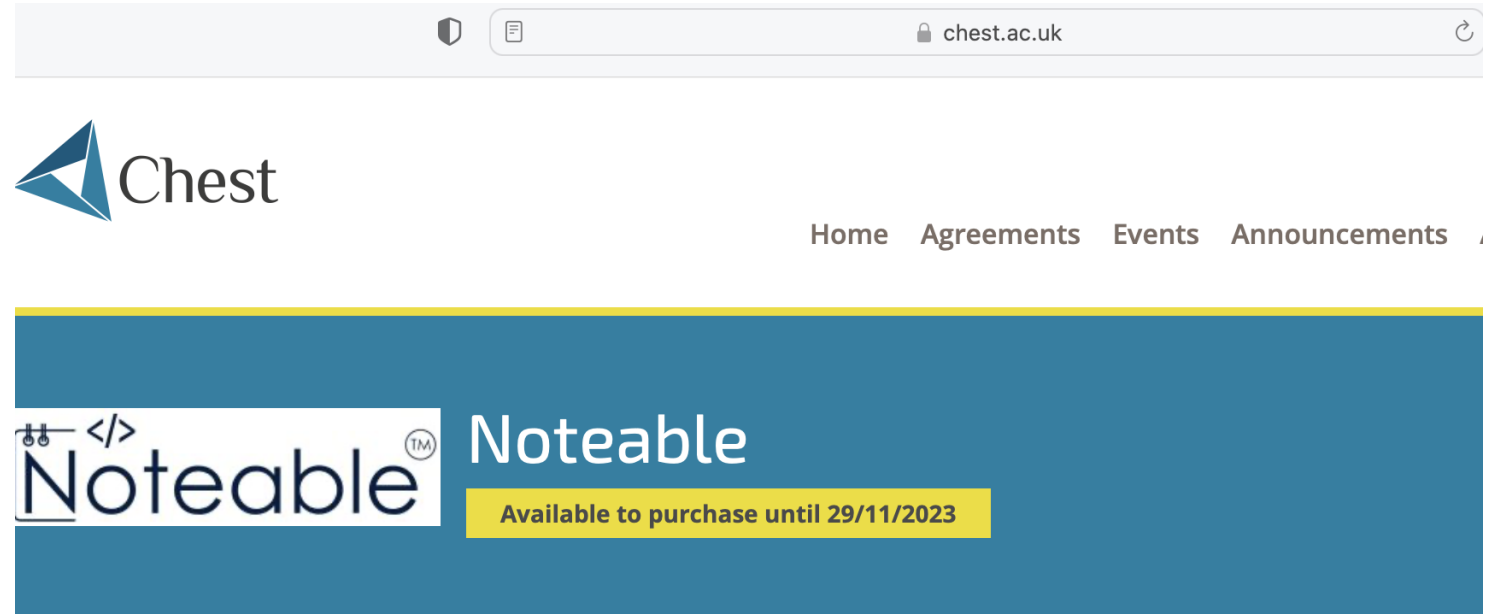 chest.ac.uk
Chest
Home Agreements Events Announcements
</>
Noteable TM
Noteable
Available to purchase until 29/11/2023